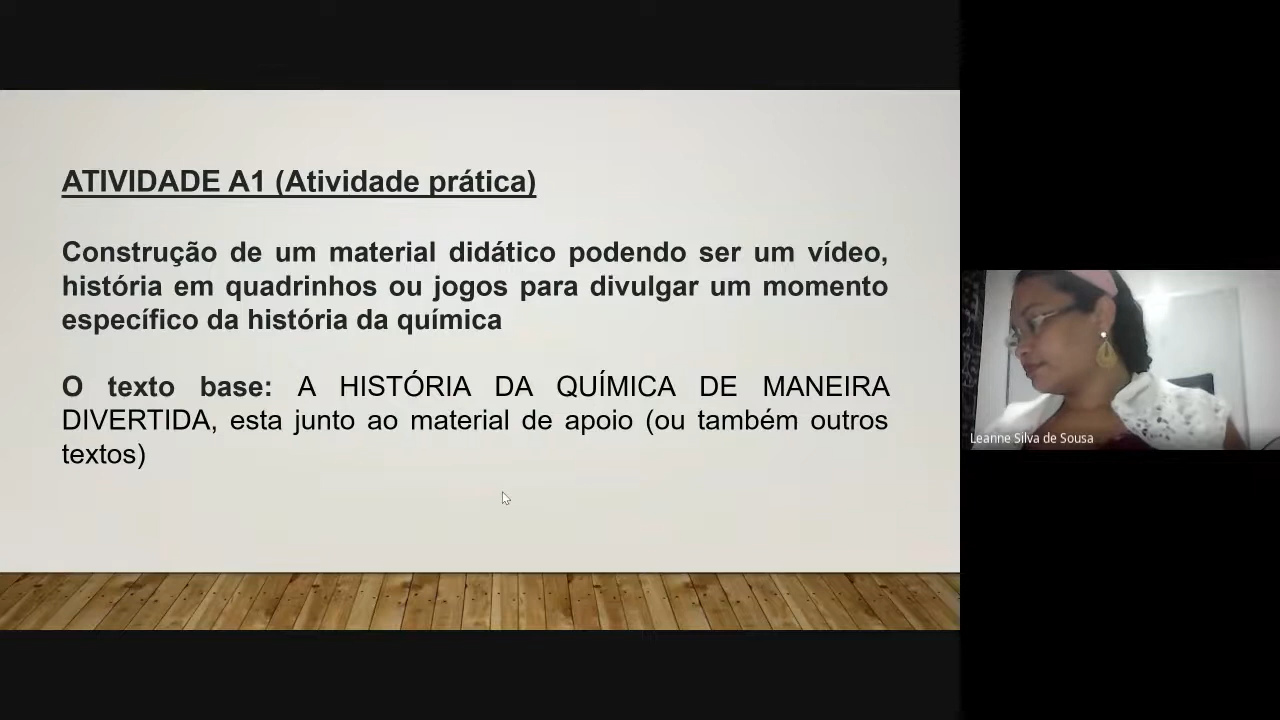 ATIVIDADE A1 (Atividade prática)
Construção de um material didático podendo ser um vídeo,
história em quadrinhos ou jogos para divulgar um momento
específico da história da química
O texto base: A HISTÓRIA DA QUÍMICA DE MANEIRA
DIVERTIDA, esta junto ao material de apoio (ou também outros
textos)
Leanne Silva de Sousa